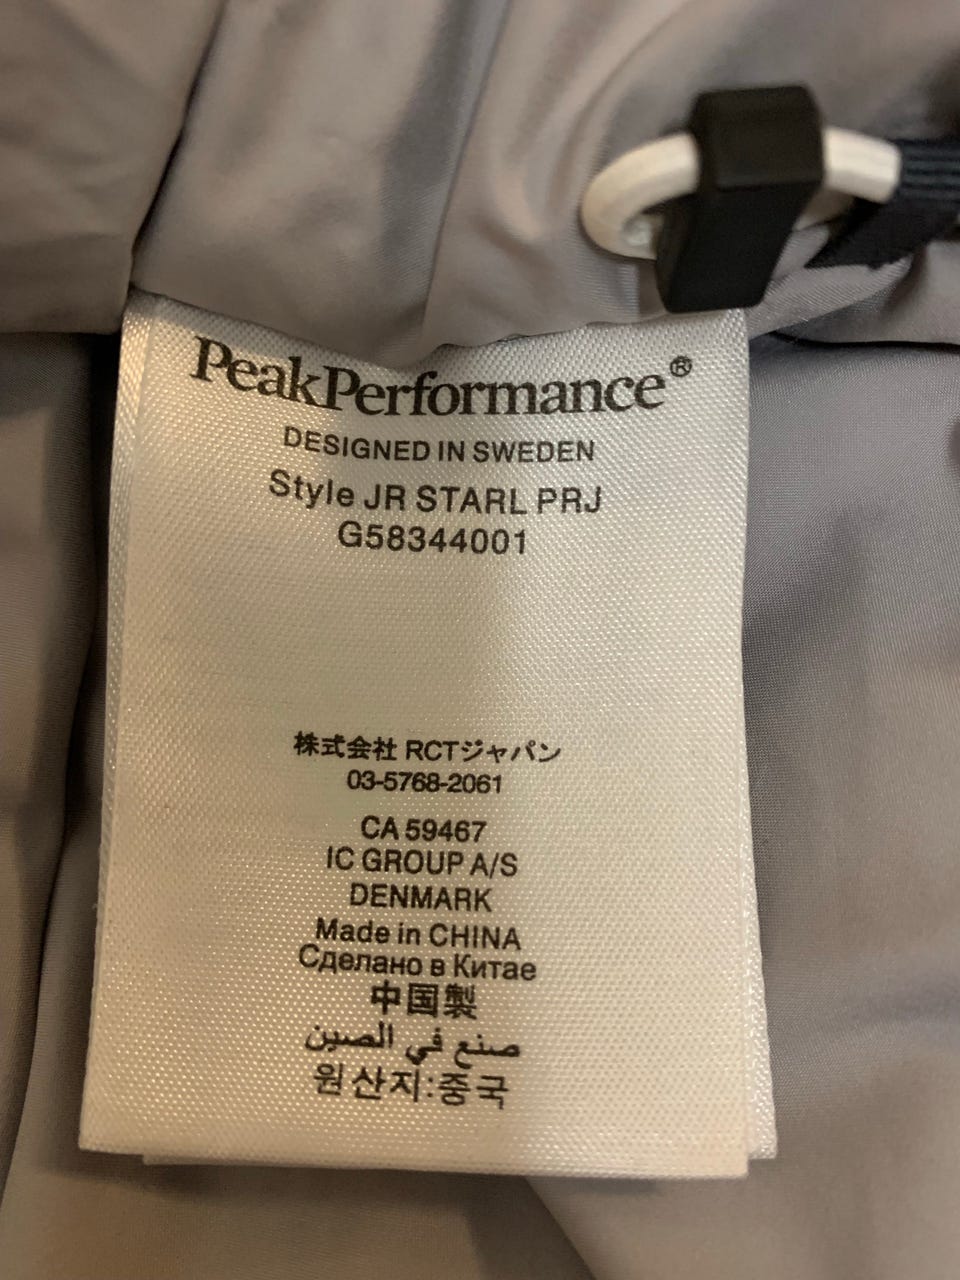 PeakPerformance®
DESIGNED IN SWEDEN
Style JR STARL PRJ
G58344001
株式会社 RCTジャパン
03-5768-2061
CA 59467
IC GROUP A/S
DENMARK
Made in CHINA
Сделано в Китае
中国製
صنع في الصين
원산지:중국